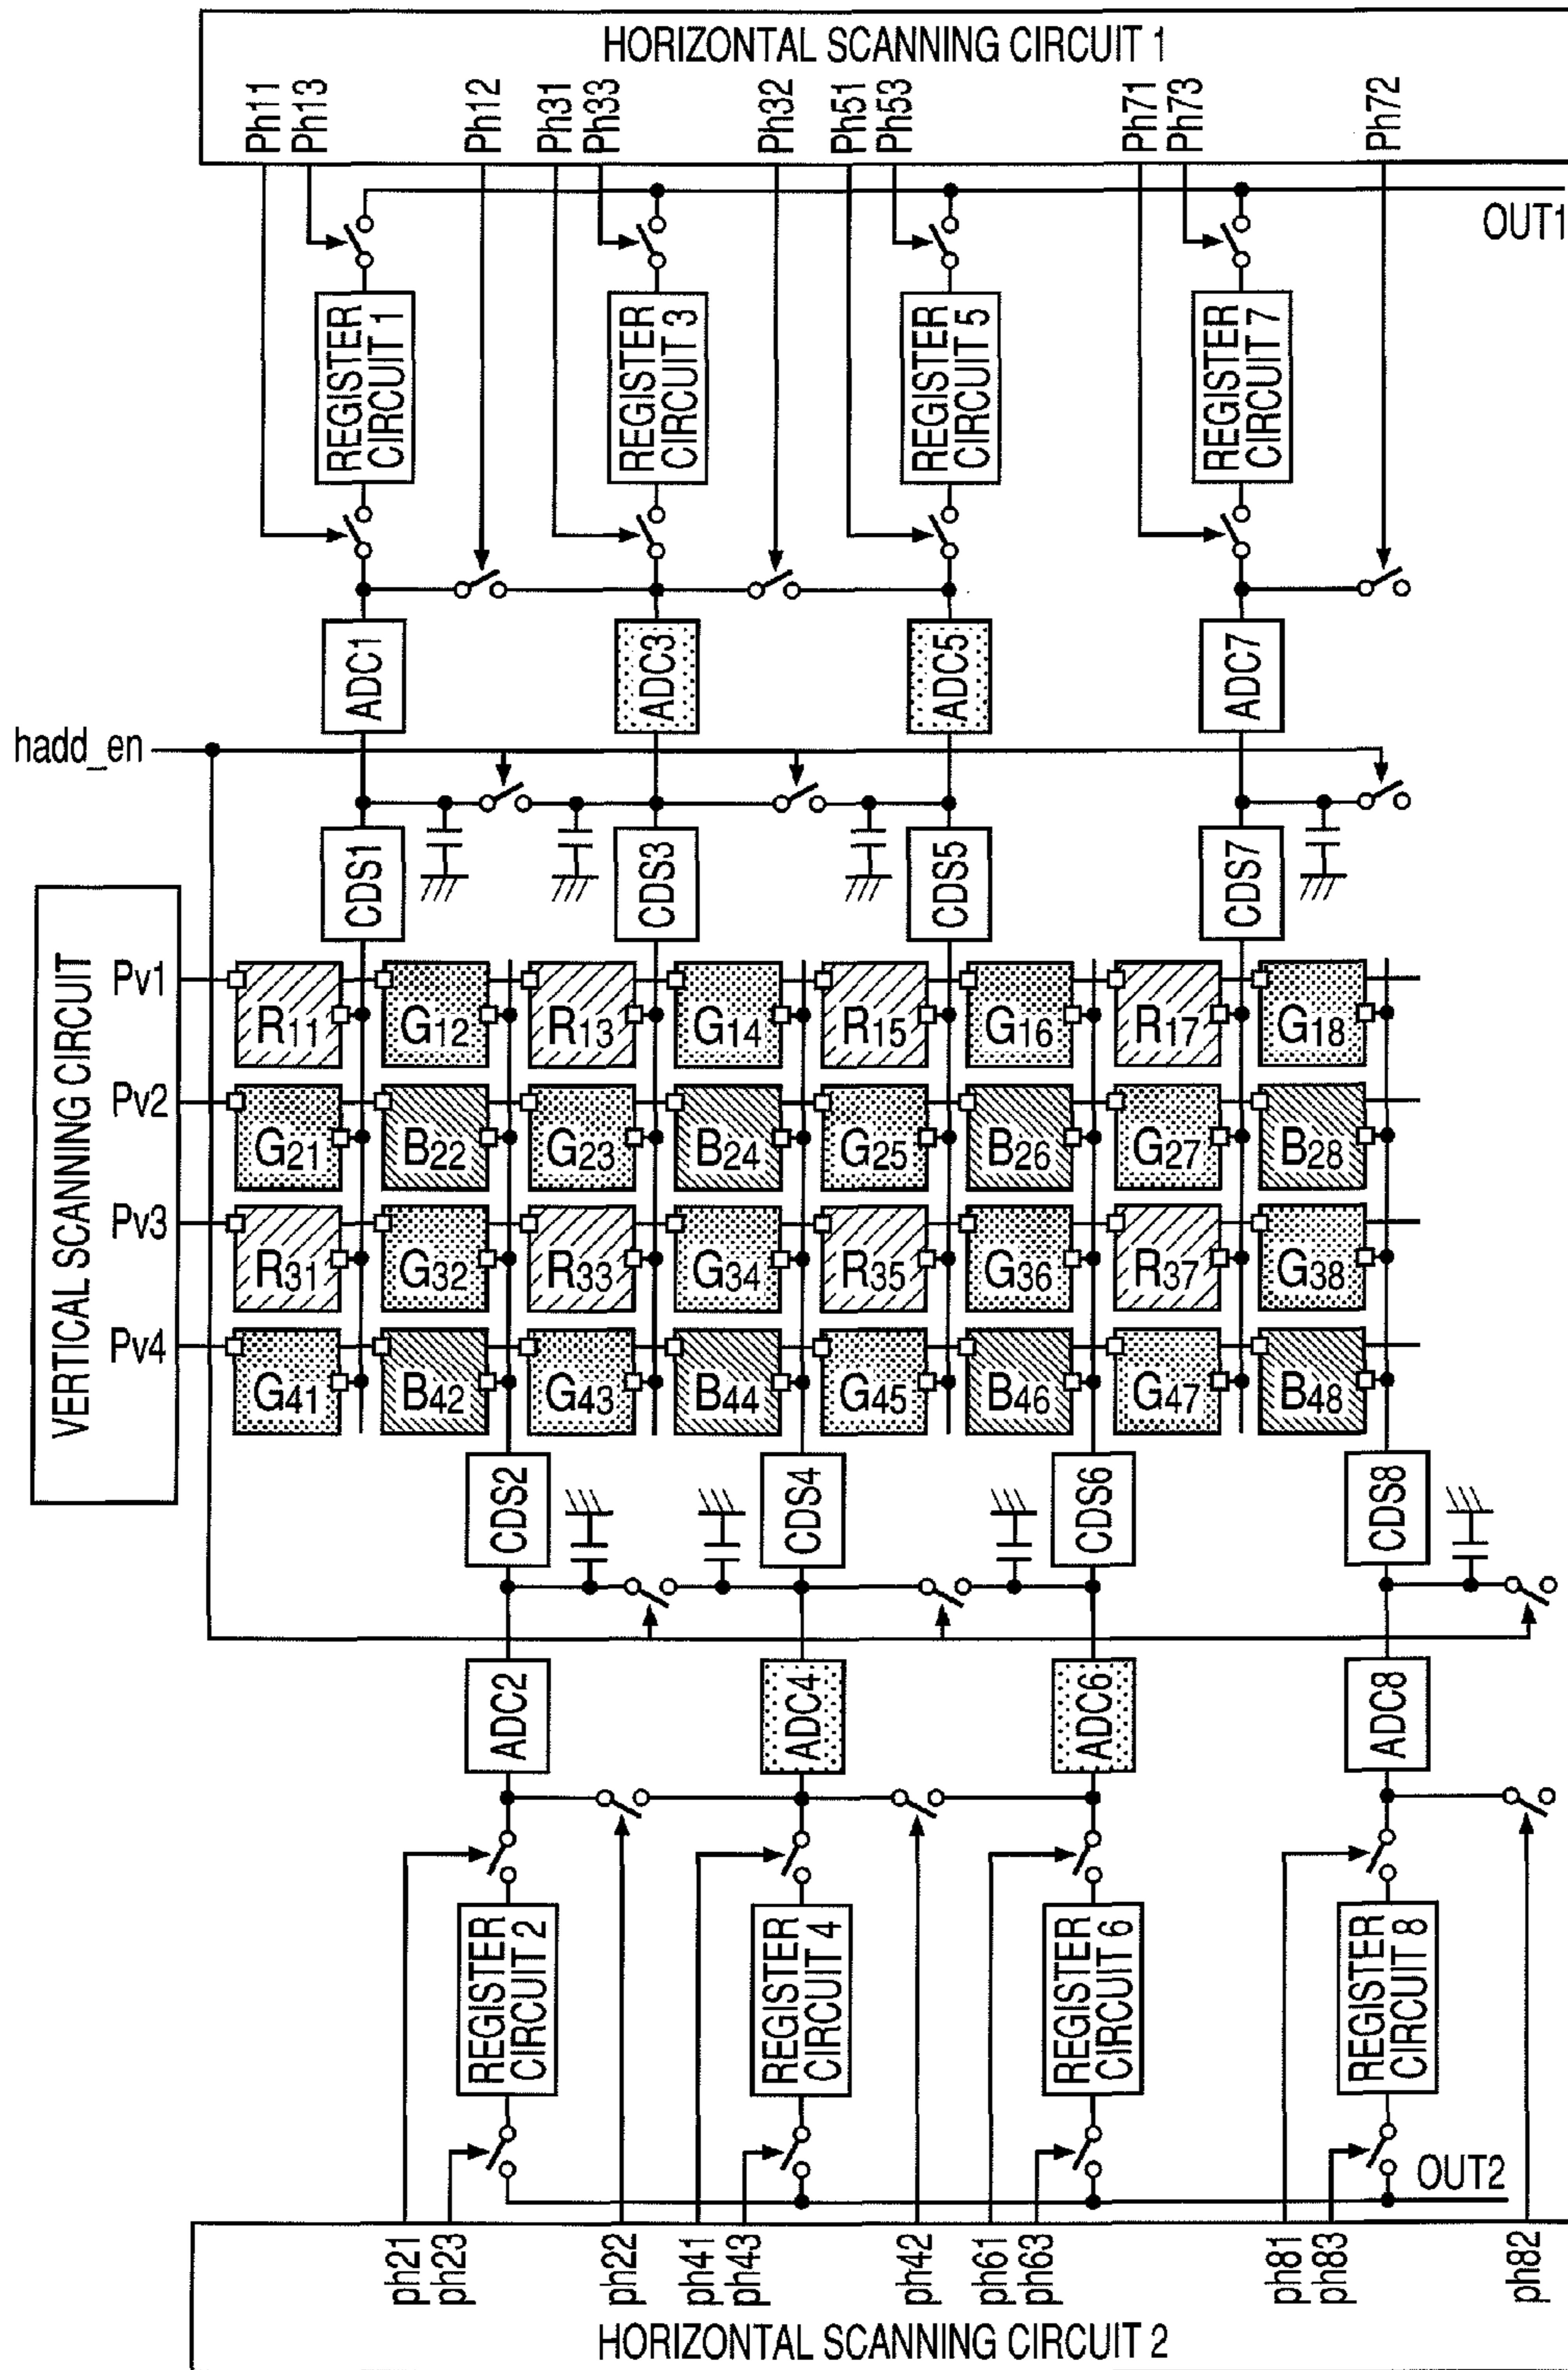 HORIZONTAL SCANNING CIRCUIT 1
Ph11 Ph13 Ph12 Ph31 Ph33 Ph32 Ph51 Ph53 Ph71 Ph73 Ph72
OUT1
REGISTER CIRCUIT 1
REGISTER CIRCUIT 3
REGISTER CIRCUIT 5
REGISTER CIRCUIT 7
ADC1 ADC3 ADC5 ADC7
hadd_en
CDS1 CDS3 CDS5 CDS7
VERTICAL SCANNING CIRCUIT
Pv1 R11 G12 R13 G14 R15 G16 R17 G18
Pv2 G21 B22 G23 B24 G25 B26 G27 B28
Pv3 R31 G32 R33 G34 R35 G36 R37 G38
Pv4 G41 B42 G43 B44 G45 B46 G47 B48
CDS2 CDS4 CDS6 CDS8
ADC2 ADC4 ADC6 ADC8
REGISTER CIRCUIT 2
REGISTER CIRCUIT 4
REGISTER CIRCUIT 6
REGISTER CIRCUIT 8
OUT2
ph21 ph23 ph22 ph41 ph43 ph42 ph61 ph63 ph81 ph83 ph82
HORIZONTAL SCANNING CIRCUIT 2